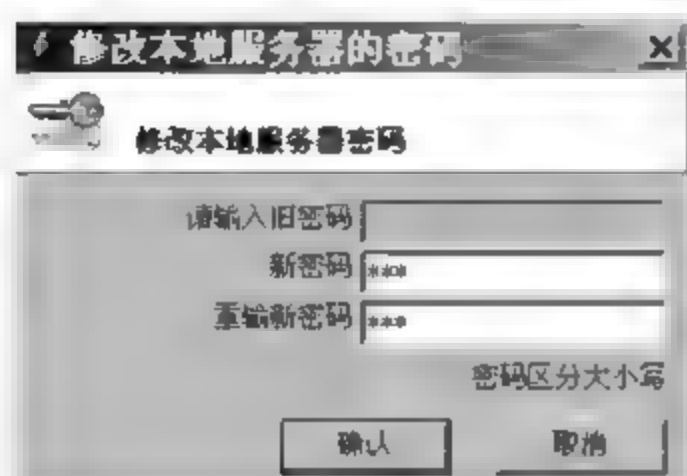 修改本地服务器的密码
修改本地服务器密码
请输入旧密码
新密码 ***
重输新密码 ***
密码区分大小写
确认 取消